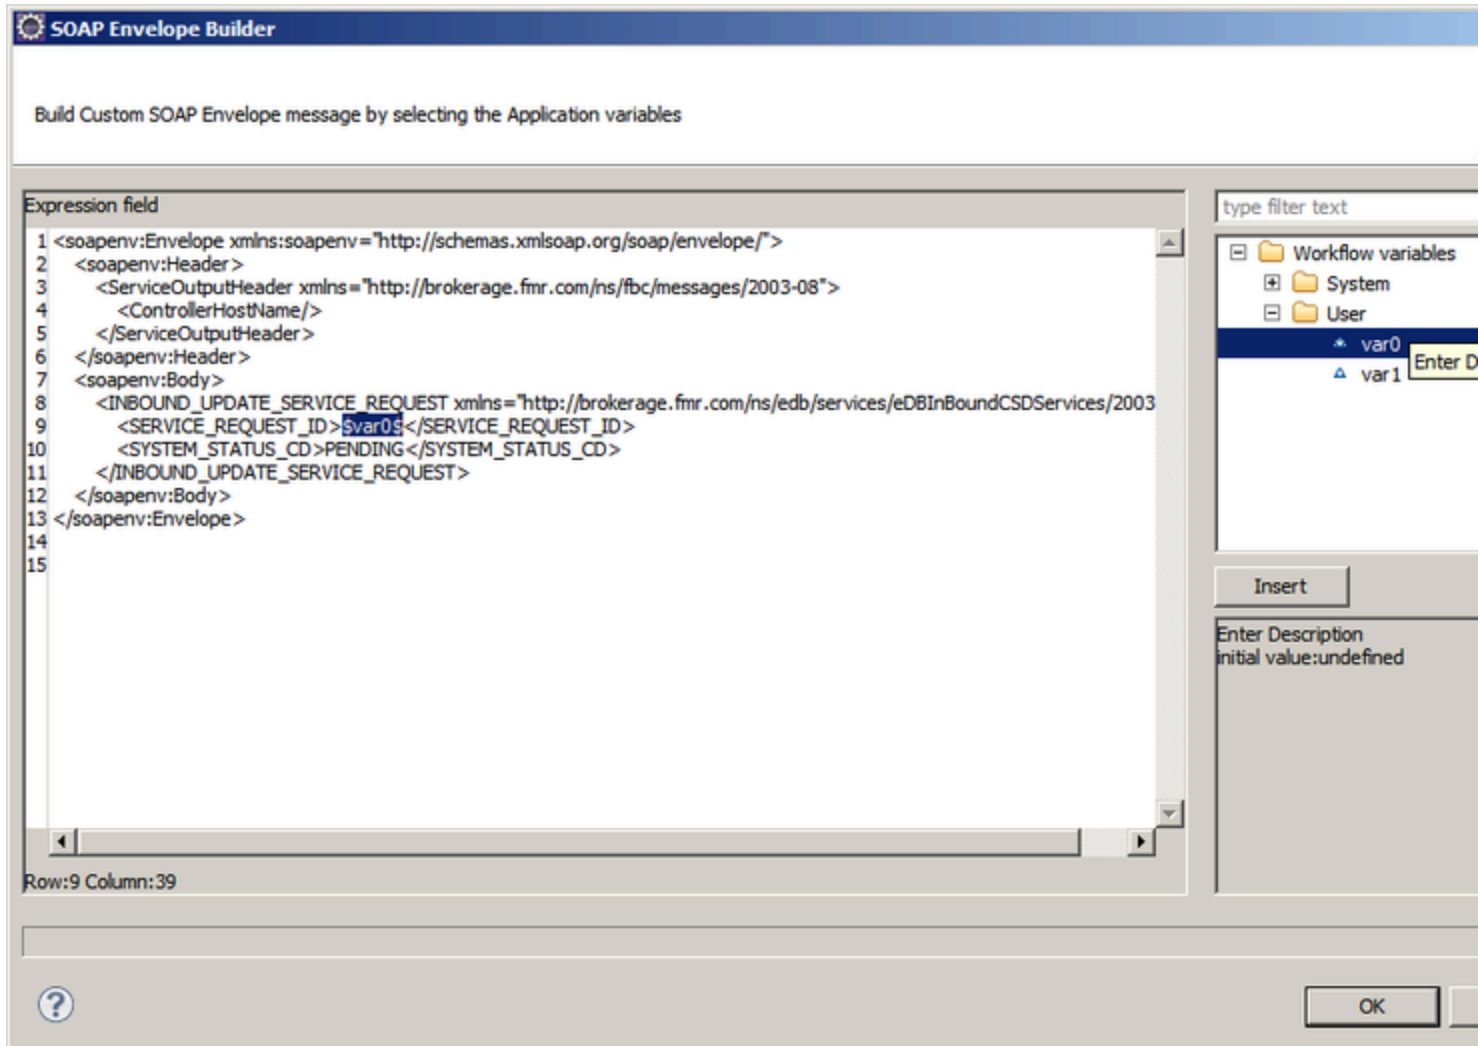 SOAP Envelope Builder
Build Custom SOAP Envelope message by selecting the Application variables
Expression field
1 <soapenv:Envelope xmlns:soapenv="http://schemas.xmlsoap.org/soap/envelope/">
2 <soapenv:Header>
3 <ServiceOutputHeader xmlns="http://brokerage.fmr.com/ns/fbc/messages/2003-08">
4 <ControllerHostName/>
5 </ServiceOutputHeader>
6 </soapenv:Header>
7 <soapenv:Body>
8 <INBOUND_UPDATE_SERVICE_REQUEST xmlns="http://brokerage.fmr.com/ns/edb/services/eDBInBoundCSDServices/2003
9 <SERVICE_REQUEST_ID>$var0$</SERVICE_REQUEST_ID>
10 <SYSTEM_STATUS_CD>PENDING</SYSTEM_STATUS_CD>
11 </INBOUND_UPDATE_SERVICE_REQUEST>
12 </soapenv:Body>
13 </soapenv:Envelope>
14
15
Row:9 Column:39
type filter text
Workflow variables
System
User
var0
Enter D
var1
Insert
Enter Description
initial value:undefined
?
OK